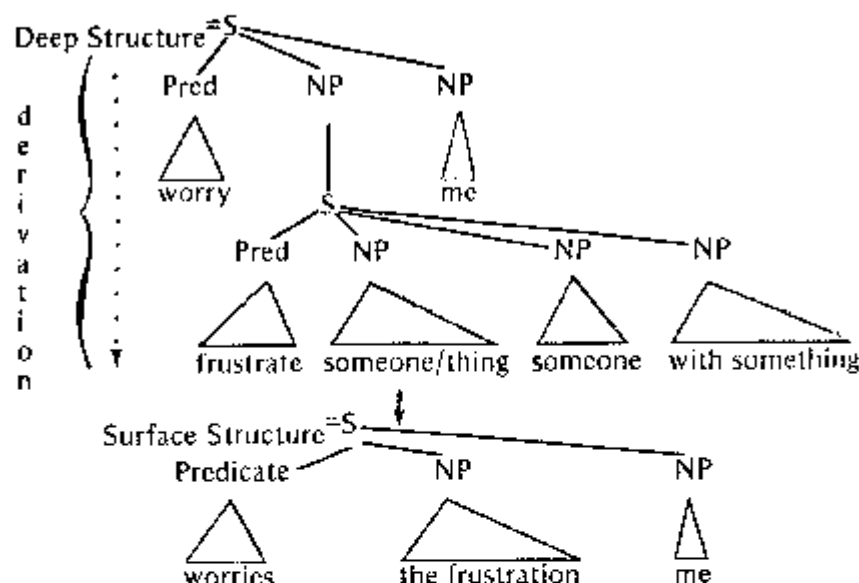 Deep Structure=S
Pred NP NP
derivation
worry me
S
Pred NP NP NP
frustrate someone/thing someone with something
Surface Structure=S
Predicate NP NP
worries the frustration me